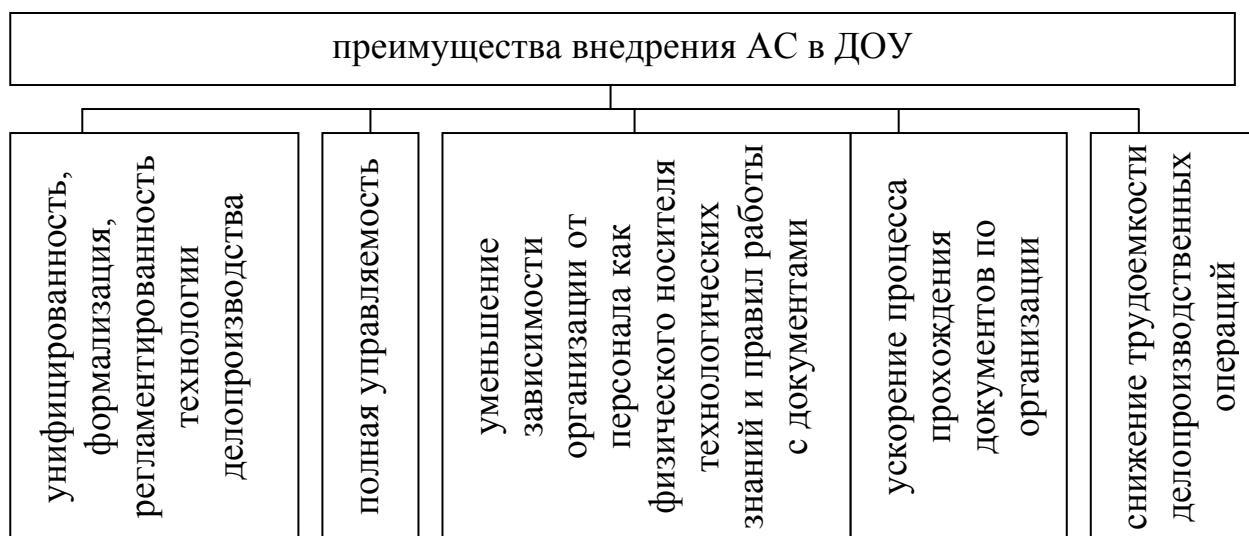 преимущества внедрения АС в ДОУ
унифицированность,
формализация,
регламентированность
технологии
делопроизводства
полная управляемость
уменьшение
зависимости
организации от
персонала как
физического носителя
технологических
знаний и правил работы
с документами
ускорение процесса
прохождения
документов по
организации
снижение трудоемкости
делопроизводственных
операций